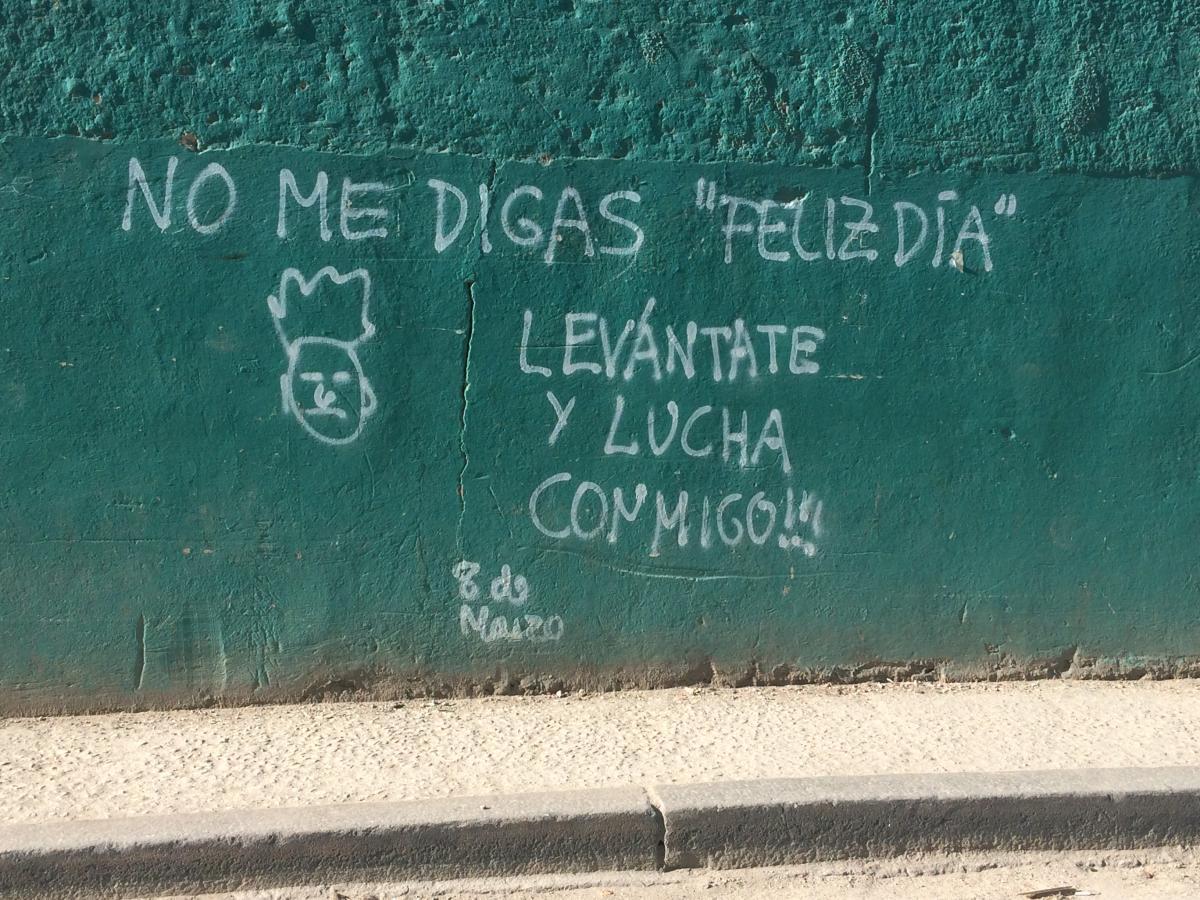 NO ME DIGAS "FELIZ DÍA"
LEVÁNTATE
Y LUCHA
CONMIGO!!!
8 de
Marzo